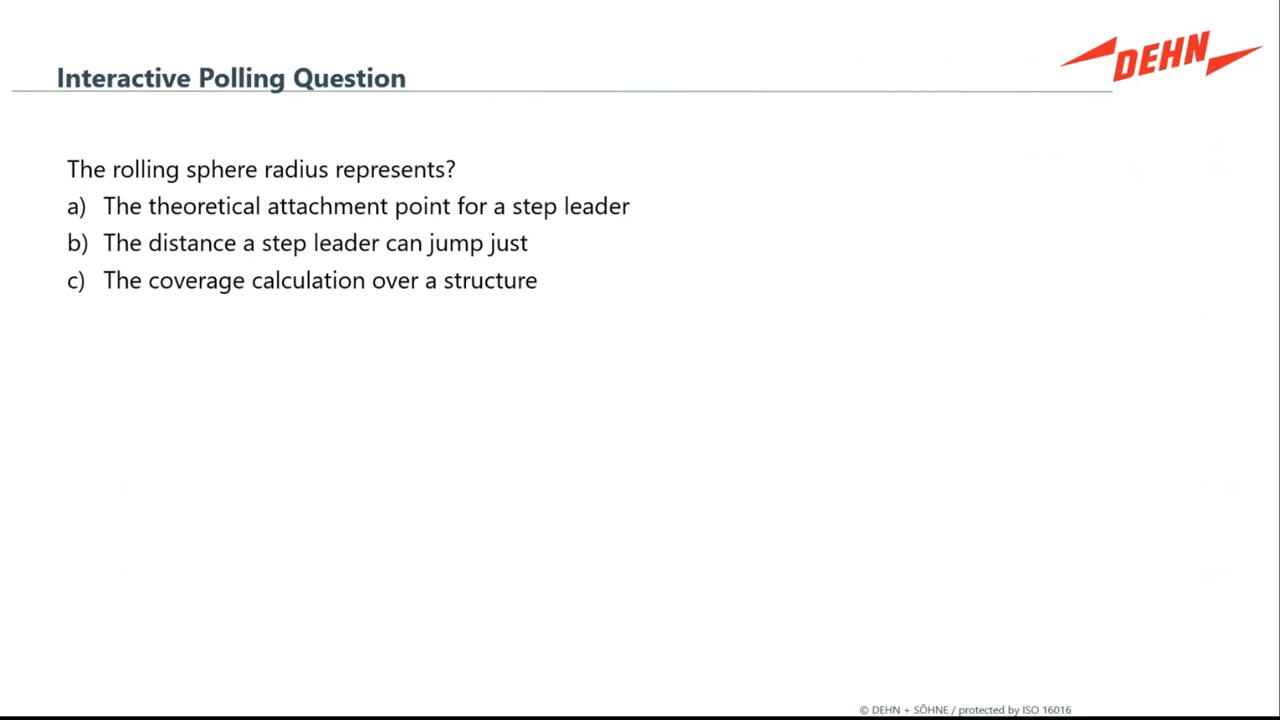 Interactive Polling Question
DEHN
The rolling sphere radius represents?
a) The theoretical attachment point for a step leader
b) The distance a step leader can jump just
c) The coverage calculation over a structure
© DEHN + SÖHNE / protected by ISO 16016